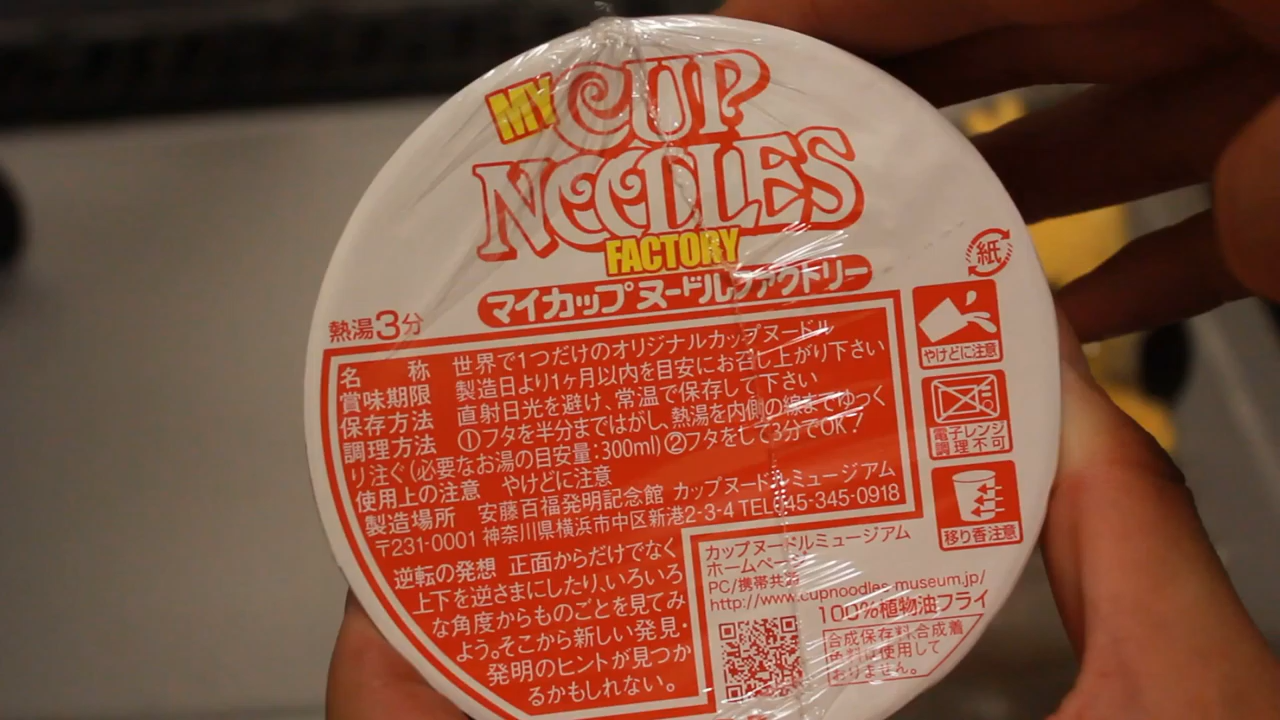 MY CUP
NOODLES
FACTORY
マイカップヌードルファクトリー
熱湯3分
紙
名称 世界で1つだけのオリジナルカップヌードル
賞味期限 製造日より1ヶ月以内を目安にお召し上がり下さい
保存方法 直射日光を避け、常温で保存して下さい
調理方法 ①フタを半分まではがし、熱湯を内側の線までゆっく
り注ぐ(必要なお湯の目安量:300ml)②フタをして3分でOK!
使用上の注意 やけどに注意
製造場所 安藤百福発明記念館 カップヌードルミュージアム
〒231-0001 神奈川県横浜市中区新港2-3-4 TEL045-345-0918
やけどに注意
電子レンジ
調理不可
移り香注意
逆転の発想 正面からだけでなく
上下を逆さまにしたり、いろいろ
な角度からものごとを見てみ
よう。そこから新しい発見・
発明のヒントが見つか
るかもしれない。
カップヌードルミュージアム
ホームページ
PC/携帯共通
http://www.cupnoodles-museum.jp/
100%植物油フライ
合成保存料、合成着
色料は使用して
おりません。